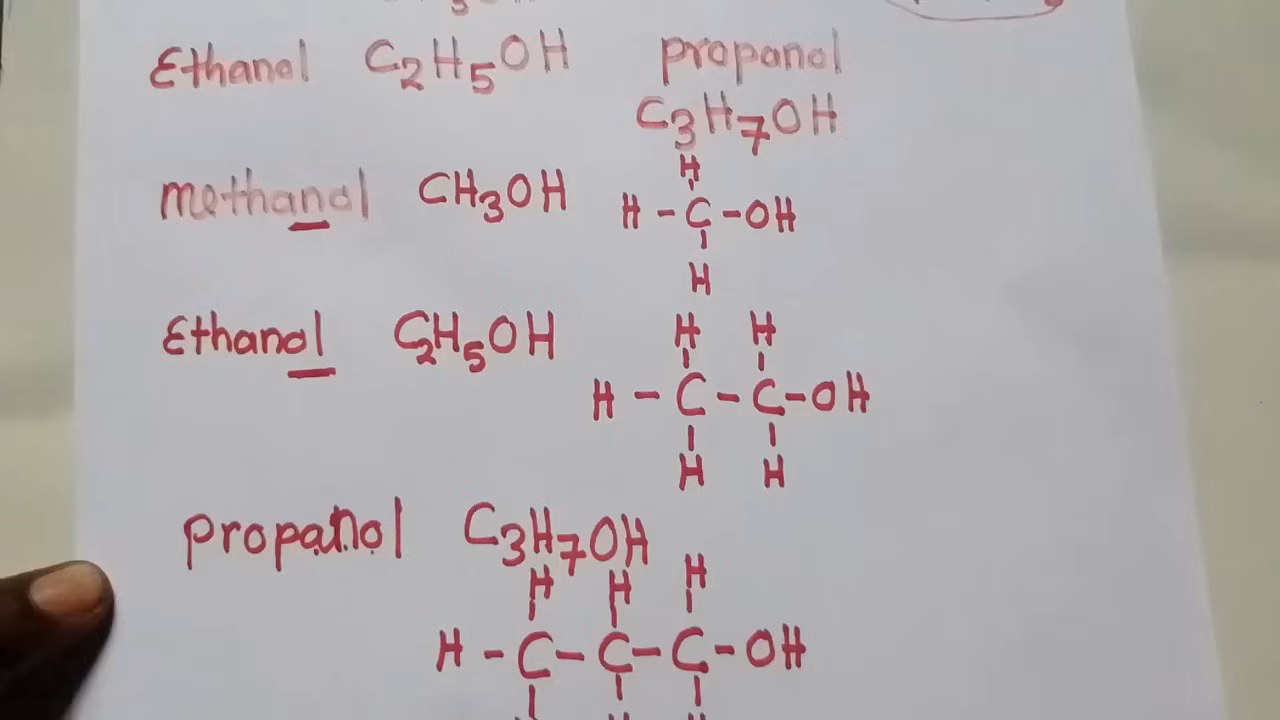 Ethanol C2H5OH propanol
C3H7OH
methanol CH3OH
H
H - C - OH
H
Ethanol C2H5OH
H H
H - C - C - OH
H H
propanol C3H7OH
H H H
H - C - C - C - OH